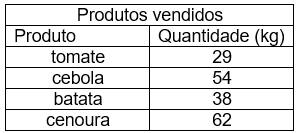 Produtos vendidos
Produto Quantidade (kg)
tomate 29
cebola 54
batata 38
cenoura 62